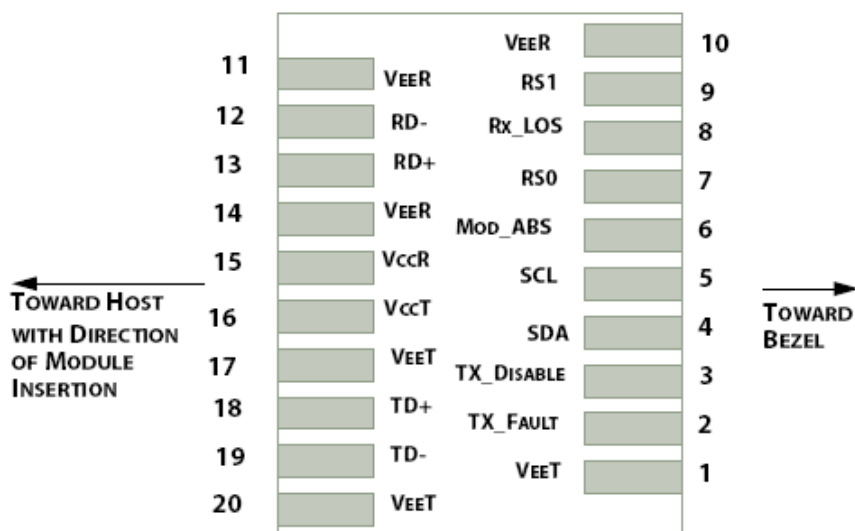 11 VEER
12 RD-
13 RD+
14 VEER
15 VCCR
16 VCCT
17 VEET
18 TD+
19 TD-
20 VEET
VEER 10
RS1 9
RX_LOS 8
RS0 7
MOD_ABS 6
SCL 5
SDA 4
TX_DISABLE 3
TX_FAULT 2
VEET 1
TOWARD HOST
WITH DIRECTION
OF MODULE
INSERTION
TOWARD
BEZEL